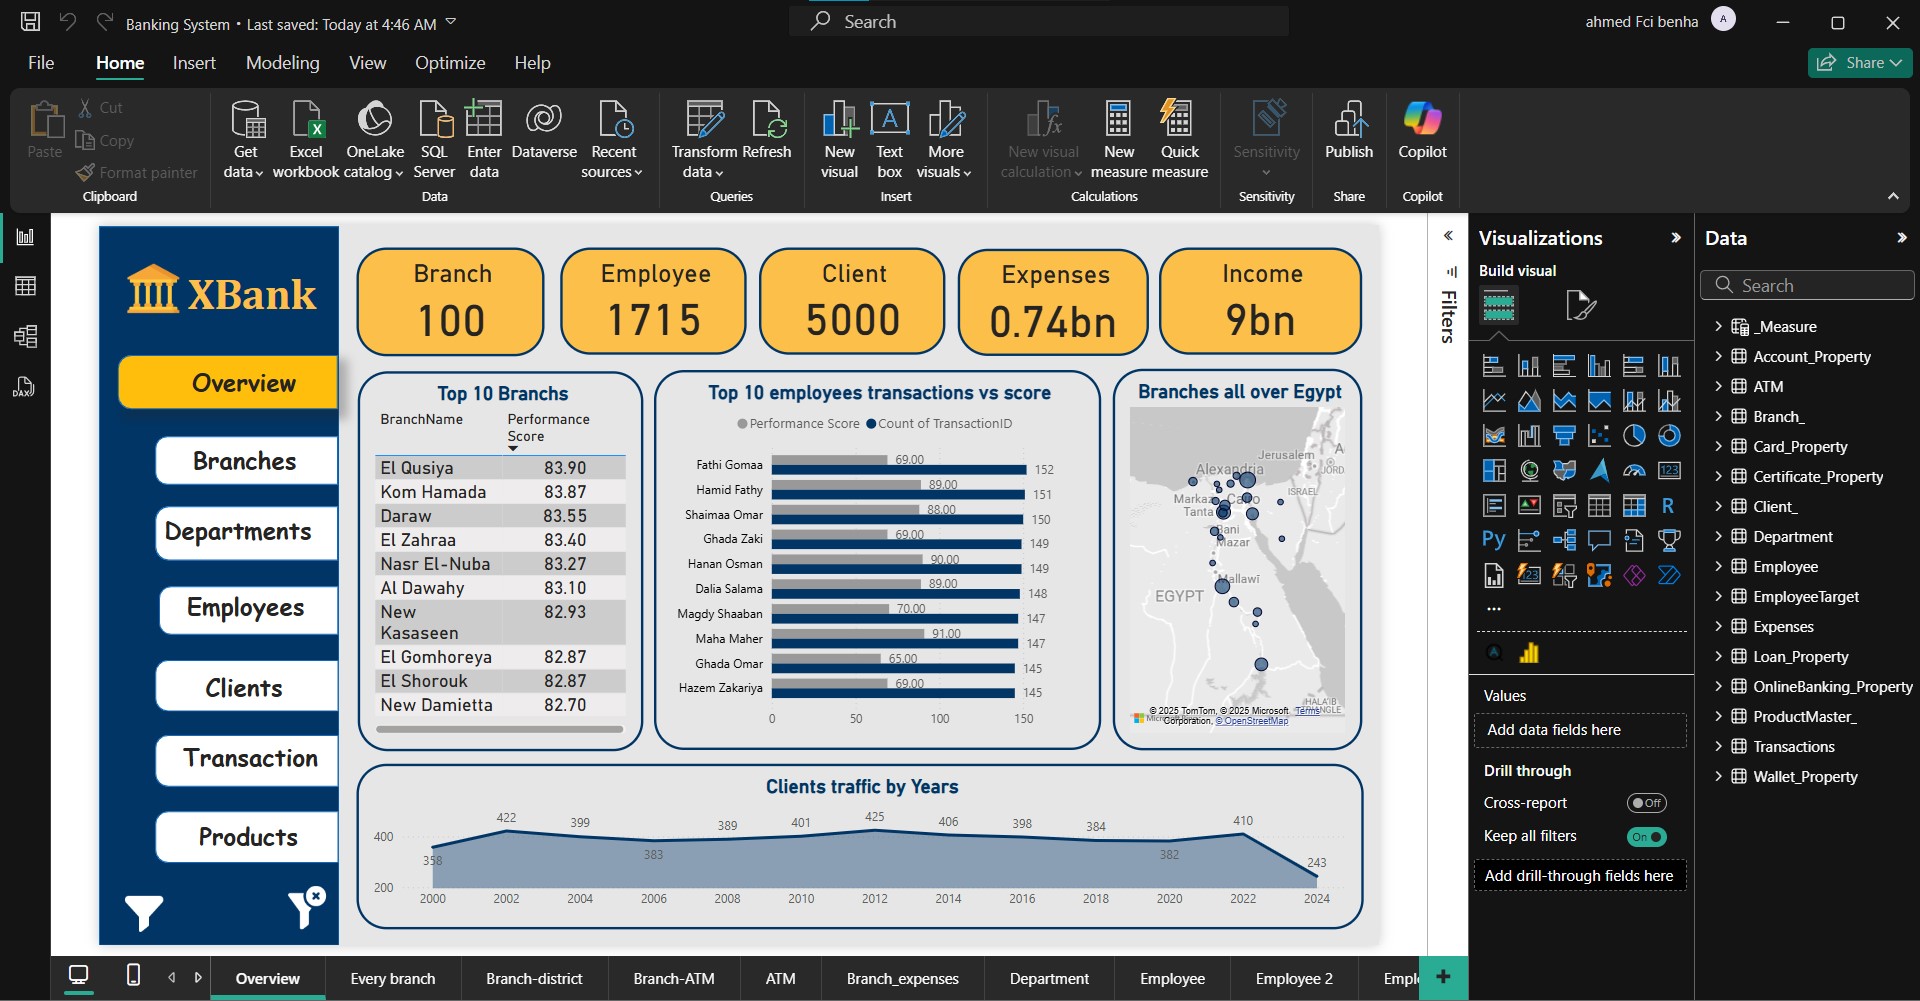 Banking System • Last saved: Today at 4:46 AM
Search
ahmed Fci benha
A
File Home Insert Modeling View Optimize Help
Share
Paste
Cut
Copy
Format painter
Clipboard
Get data
Excel workbook
OneLake catalog
SQL Server
Enter data
Dataverse
Recent sources
Data
Transform data
Refresh
Queries
New visual
Text box
More visuals
Insert
New visual calculation
New measure
Quick measure
Calculations
Sensitivity
Sensitivity
Publish
Share
Copilot
Copilot
XBank
Overview
Branches
Departments
Employees
Clients
Transaction
Products
Branch
100
Employee
1715
Client
5000
Expenses
0.74bn
Income
9bn
Top 10 Branchs
BranchName Performance Score
El Qusiya 83.90
Kom Hamada 83.87
Daraw 83.55
El Zahraa 83.40
Nasr El-Nuba 83.27
Al Dawahy 83.10
New Kasaseen 82.93
El Gomhoreya 82.87
El Shorouk 82.87
New Damietta 82.70
Top 10 employees transactions vs score
Performance Score Count of TransactionID
Fathi Gomaa 69.00 152
Hamid Fathy 89.00 151
Shaimaa Omar 88.00 150
Ghada Zaki 69.00 149
Hanan Osman 90.00 149
Dalia Salama 89.00 148
Magdy Shaaban 70.00 147
Maha Maher 91.00 147
Ghada Omar 65.00 145
Hazem Zakariya 69.00 145
0 50 100 150
Branches all over Egypt
Jerusalem
Alexandria
JORD
ISRAEL
Markaz
Cairo
Tanta
Bani Mazar
Mallawi
EGYPT
HALA'IB TRIANGLE
© 2025 TomTom, © 2025 Microsoft Corporation, © OpenStreetMap Terms
Clients traffic by Years
400
200
358 422 399 383 389 401 425 406 398 384 382 410 243
2000 2002 2004 2006 2008 2010 2012 2014 2016 2018 2020 2022 2024
Filters
Visualizations
Build visual
123
R
Py
123
Values
Add data fields here
Drill through
Cross-report Off
Keep all filters On
Add drill-through fields here
Data
Search
_Measure
Account_Property
ATM
Branch_
Card_Property
Certificate_Property
Client_
Department
Employee
EmployeeTarget
Expenses
Loan_Property
OnlineBanking_Property
ProductMaster_
Transactions
Wallet_Property
DAX
Overview Every branch Branch-district Branch-ATM ATM Branch_expenses Department Employee Employee 2 Empl